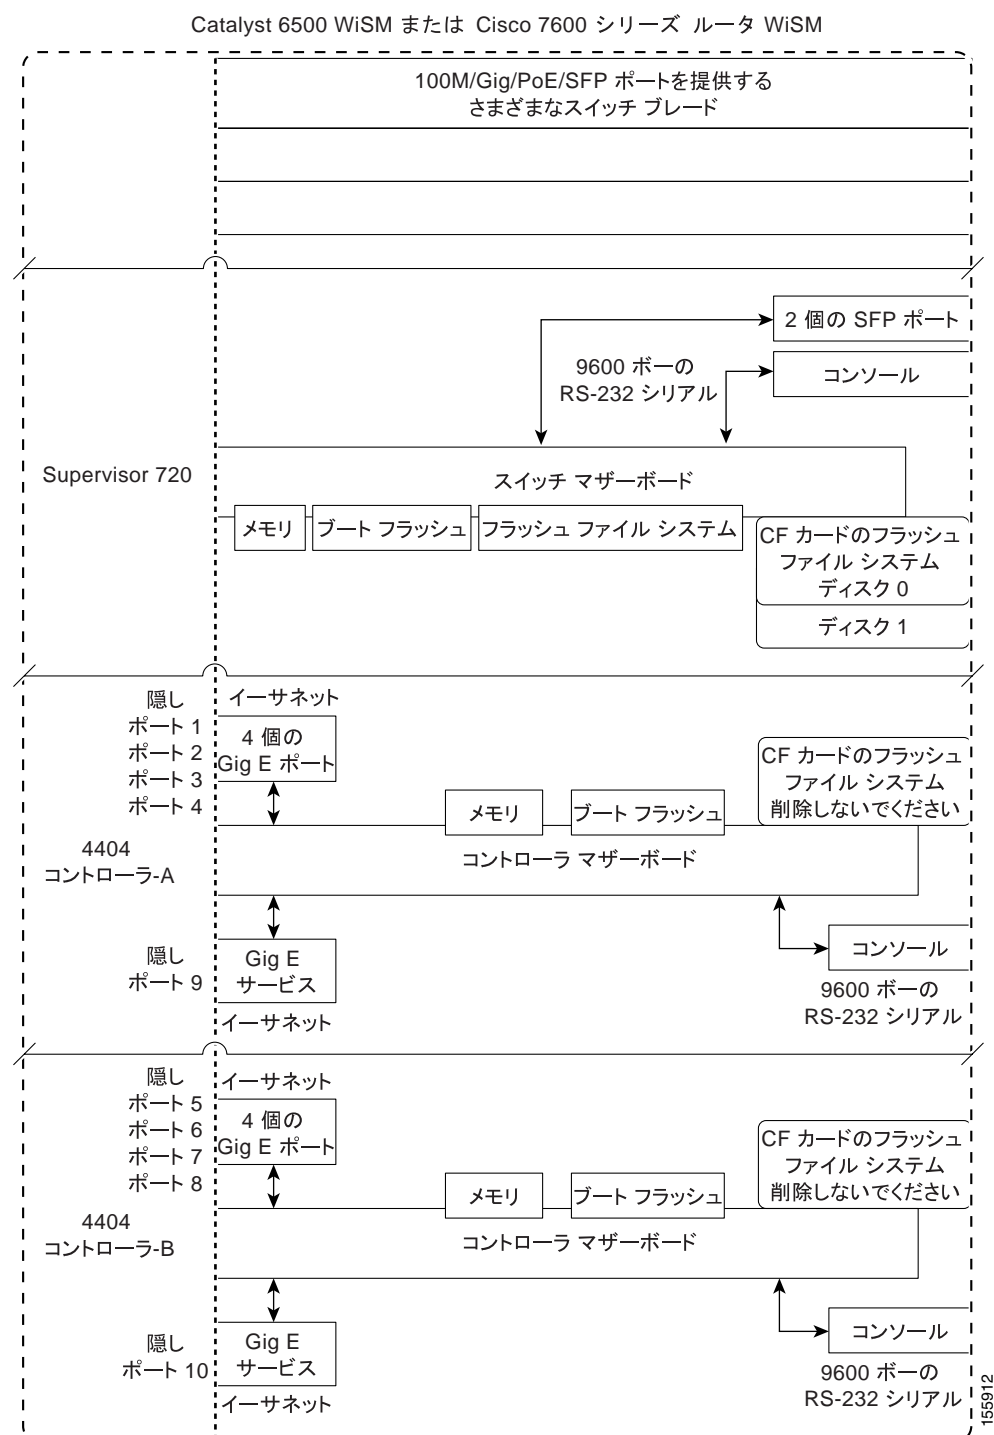 Catalyst 6500 WiSM または Cisco 7600 シリーズ ルータ WiSM
100M/Gig/PoE/SFP ポートを提供する
さまざまなスイッチ ブレード
2 個の SFP ポート
9600 ボーの
RS-232 シリアル
コンソール
Supervisor 720
スイッチ マザーボード
メモリ
ブート フラッシュ
フラッシュ ファイル システム
CF カードのフラッシュ
ファイル システム
ディスク 0
ディスク 1
隠し
ポート 1
ポート 2
ポート 3
ポート 4
イーサネット
4 個の
Gig E ポート
メモリ
ブート フラッシュ
CF カードのフラッシュ
ファイル システム
削除しないでください
4404
コントローラ-A
コントローラ マザーボード
隠し
ポート 9
Gig E
サービス
イーサネット
コンソール
9600 ボーの
RS-232 シリアル
隠し
ポート 5
ポート 6
ポート 7
ポート 8
イーサネット
4 個の
Gig E ポート
メモリ
ブート フラッシュ
CF カードのフラッシュ
ファイル システム
削除しないでください
4404
コントローラ-B
コントローラ マザーボード
隠し
ポート 10
Gig E
サービス
イーサネット
コンソール
9600 ボーの
RS-232 シリアル
155912